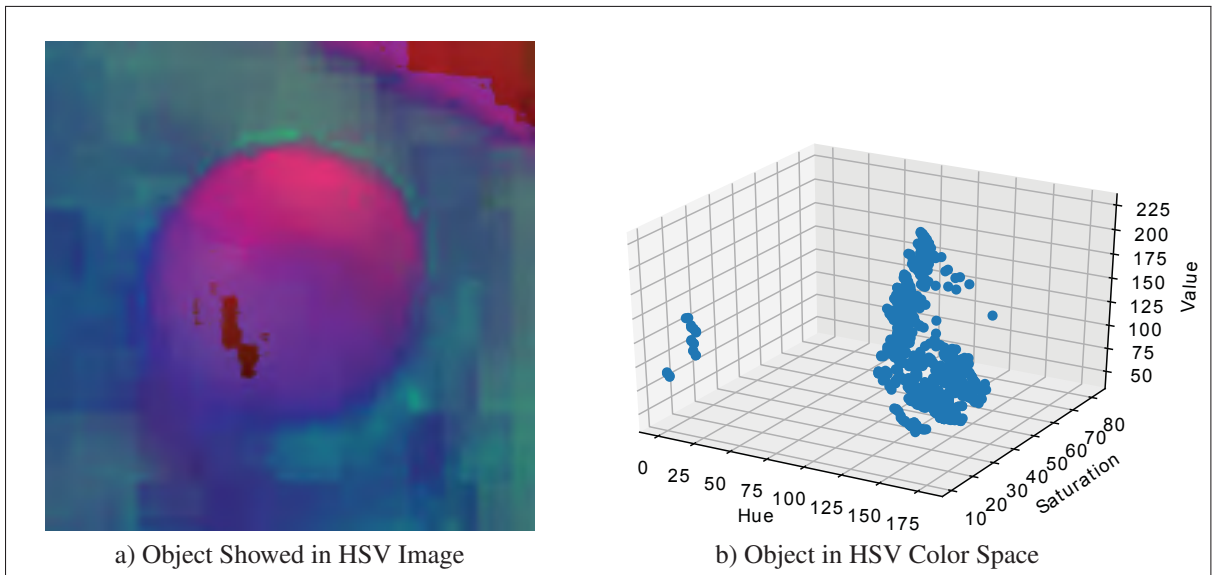 225
200
175
150
125
100
75
50
Value
0 25 50 75 100 125 150 175
Hue
10 20 30 40 50 60 70 80
Saturation
a) Object Showed in HSV Image
b) Object in HSV Color Space